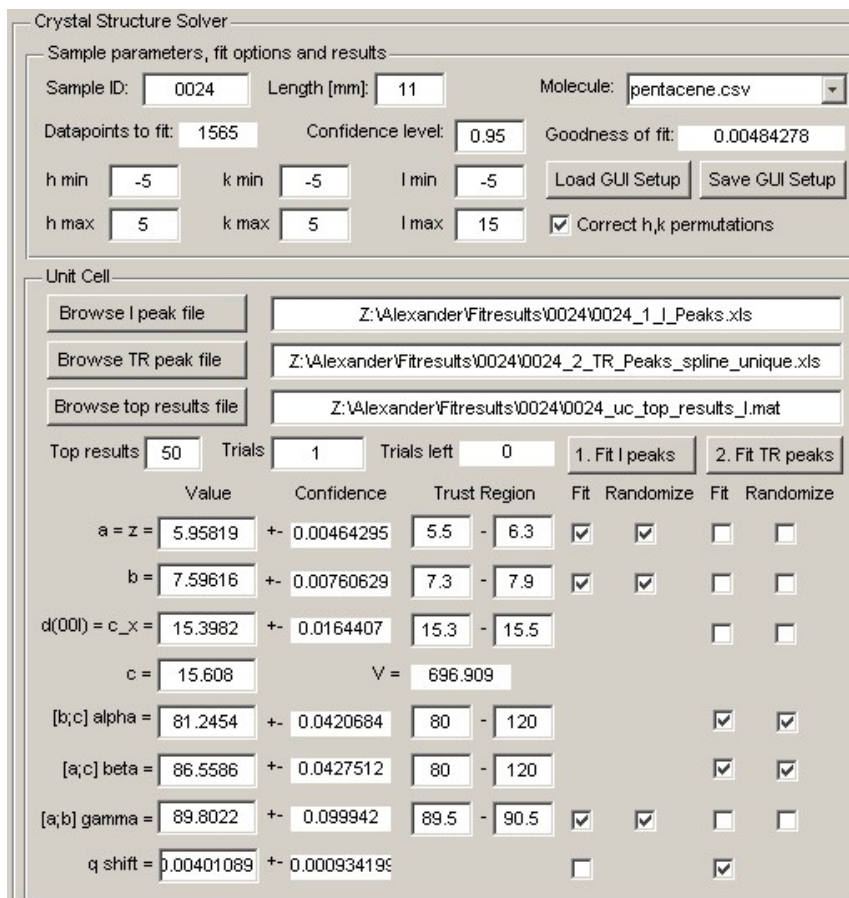 Crystal Structure Solver
Sample parameters, fit options and results
Sample ID: 0024 Length [mm]: 11 Molecule: pentacene.csv
Datapoints to fit: 1565 Confidence level: 0.95 Goodness of fit: 0.00484278
h min -5 k min -5 l min -5 Load GUI Setup Save GUI Setup
h max 5 k max 5 l max 15 Correct h,k permutations
Unit Cell
Browse I peak file Z:\Alexander\Fitresults\0024\0024_1_I_Peaks.xls
Browse TR peak file Z:\Alexander\Fitresults\0024\0024_2_TR_Peaks_spline_unique.xls
Browse top results file Z:\Alexander\Fitresults\0024\0024_uc_top_results_I.mat
Top results 50 Trials 1 Trials left 0 1. Fit I peaks 2. Fit TR peaks
Value Confidence Trust Region Fit Randomize Fit Randomize
a = z = 5.95819 +- 0.00464295 5.5 - 6.3
b = 7.59616 +- 0.00760629 7.3 - 7.9
d(00l) = c_x = 15.3982 +- 0.0164407 15.3 - 15.5
c = 15.608 V = 696.909
[b;c] alpha = 81.2454 +- 0.0420684 80 - 120
[a;c] beta = 86.5586 +- 0.0427512 80 - 120
[a;b] gamma = 89.8022 +- 0.099942 89.5 - 90.5
q shift = 0.00401089 +- 0.000934199